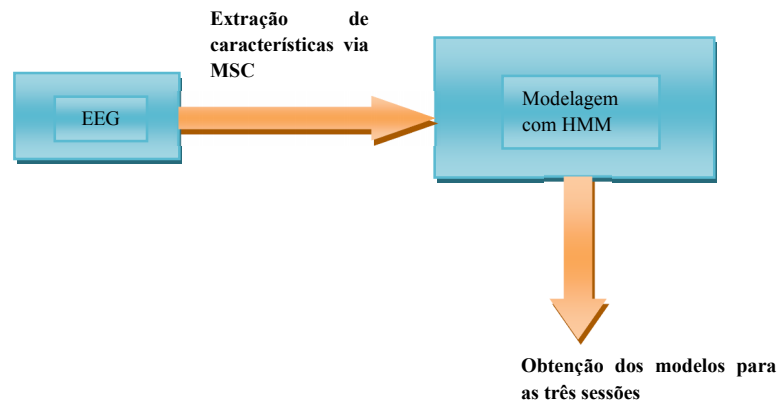 Extração de
características via
MSC
EEG
Modelagem
com HMM
Obtenção dos modelos para
as três sessões